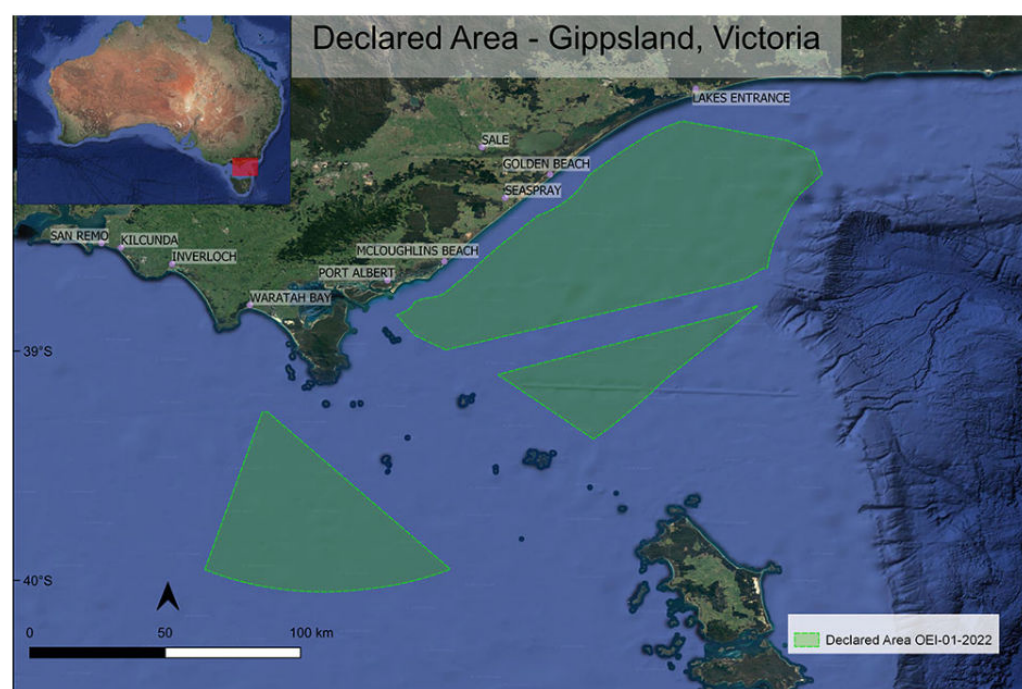 Declared Area - Gippsland, Victoria
LAKES ENTRANCE
SALE
GOLDEN BEACH
SEASPRAY
SAN REMO
KILCUNDA
INVERLOCH
MCLOUGHLINS BEACH
PORT ALBERT
WARATAH BAY
39°S
40°S
0 50 100 km
Declared Area OEI-01-2022